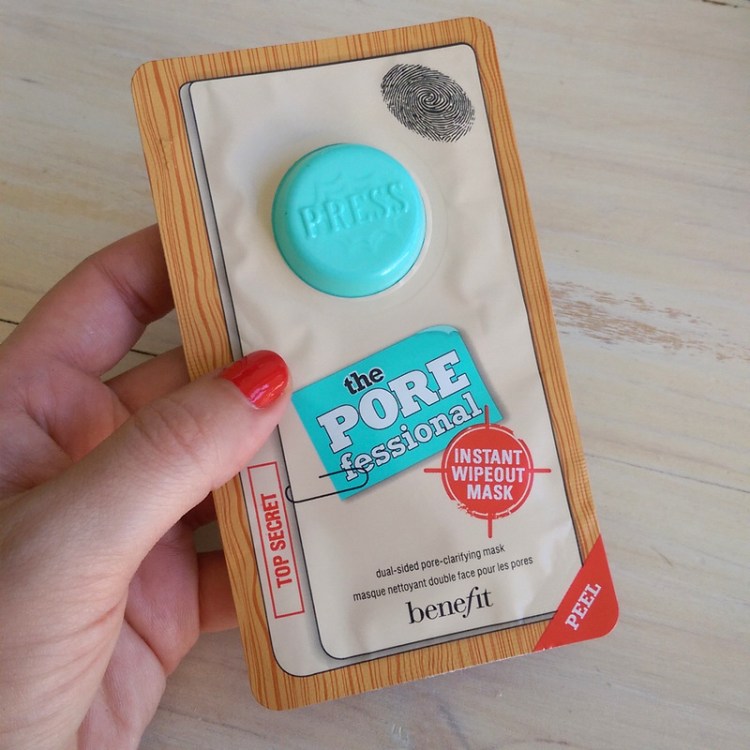 PRESS
the
PORE
fessional
INSTANT
WIPEOUT
MASK
TOP SECRET
dual-sided pore-clarifying mask
masque nettoyant double face pour les pores
benefit
PEEL